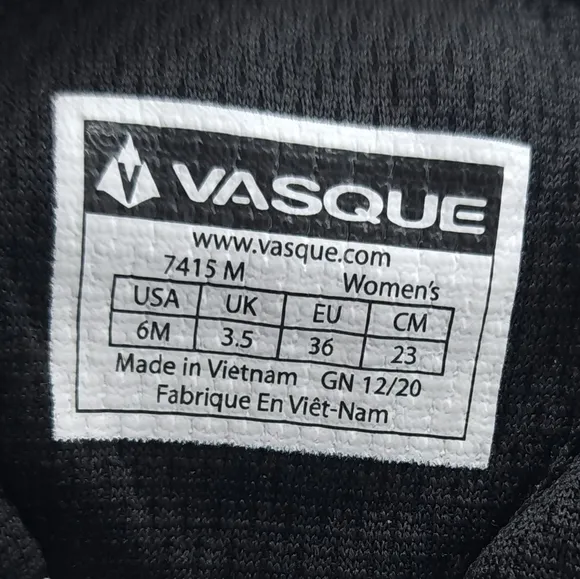 VASQUE
www.vasque.com
7415 M Women's
USA UK EU CM
6M 3.5 36 23
Made in Vietnam GN 12/20
Fabrique En Viêt-Nam